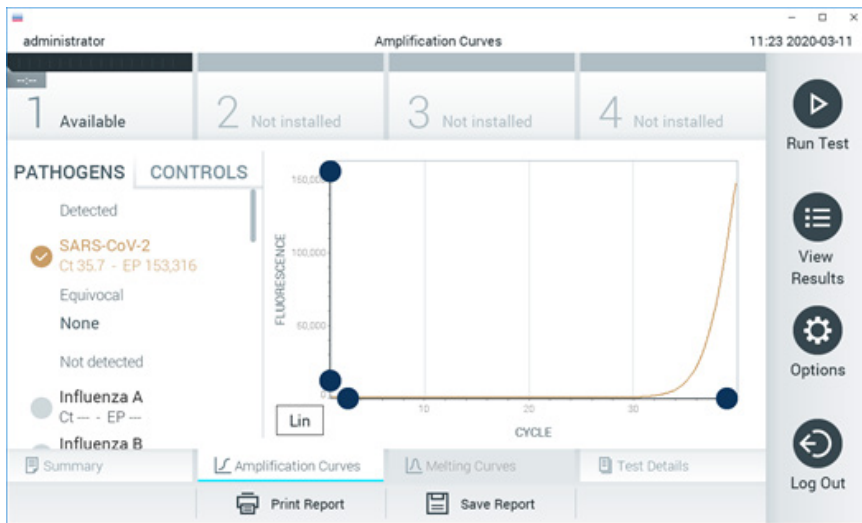 administrator
Amplification Curves
11:23 2020-03-11
--:--
1 Available
2 Not installed
3 Not installed
4 Not installed
Run Test
PATHOGENS CONTROLS
Detected
SARS-CoV-2
Ct 35.7 - EP 153,316
Equivocal
None
Not detected
Influenza A
Ct --- - EP ---
Influenza B
FLUORESCENCE
150,000
100,000
50,000
0
10 20 30
CYCLE
Lin
View
Results
Options
Log Out
Summary
Amplification Curves
Melting Curves
Test Details
Print Report
Save Report